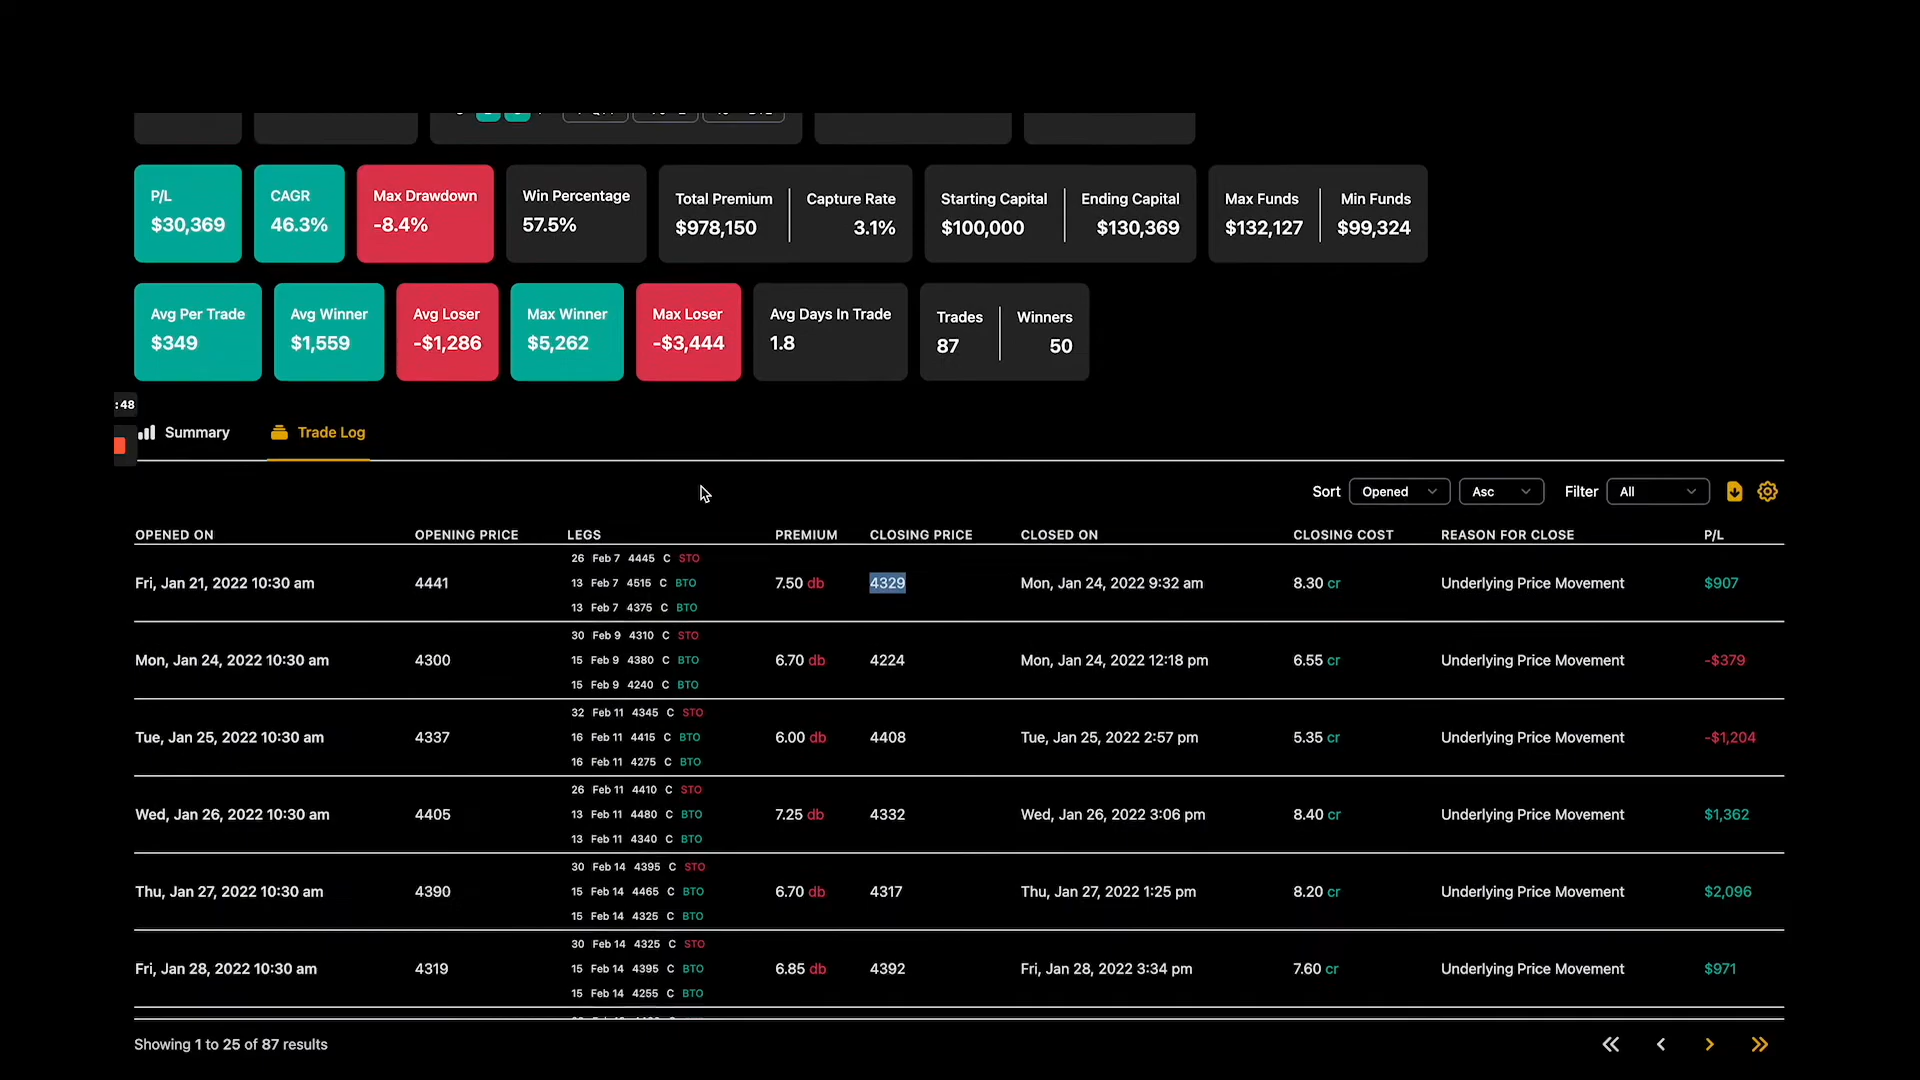 P/L
$30,369
CAGR
46.3%
Max Drawdown
-8.4%
Win Percentage
57.5%
Total Premium
$978,150
Capture Rate
3.1%
Starting Capital
$100,000
Ending Capital
$130,369
Max Funds
$132,127
Min Funds
$99,324
Avg Per Trade
$349
Avg Winner
$1,559
Avg Loser
-$1,286
Max Winner
$5,262
Max Loser
-$3,444
Avg Days In Trade
1.8
Trades
87
Winners
50
:48
Summary
Trade Log
Sort Opened Asc Filter All
OPENED ON OPENING PRICE LEGS PREMIUM CLOSING PRICE CLOSED ON CLOSING COST REASON FOR CLOSE P/L
26 Feb 7 4445 C STO
Fri, Jan 21, 2022 10:30 am 4441 13 Feb 7 4515 C BTO 7.50 db 4329 Mon, Jan 24, 2022 9:32 am 8.30 cr Underlying Price Movement $907
13 Feb 7 4375 C BTO
30 Feb 9 4310 C STO
Mon, Jan 24, 2022 10:30 am 4300 15 Feb 9 4380 C BTO 6.70 db 4224 Mon, Jan 24, 2022 12:18 pm 6.55 cr Underlying Price Movement -$379
15 Feb 9 4240 C BTO
32 Feb 11 4345 C STO
Tue, Jan 25, 2022 10:30 am 4337 16 Feb 11 4415 C BTO 6.00 db 4408 Tue, Jan 25, 2022 2:57 pm 5.35 cr Underlying Price Movement -$1,204
16 Feb 11 4275 C BTO
26 Feb 11 4410 C STO
Wed, Jan 26, 2022 10:30 am 4405 13 Feb 11 4480 C BTO 7.25 db 4332 Wed, Jan 26, 2022 3:06 pm 8.40 cr Underlying Price Movement $1,362
13 Feb 11 4340 C BTO
30 Feb 14 4395 C STO
Thu, Jan 27, 2022 10:30 am 4390 15 Feb 14 4465 C BTO 6.70 db 4317 Thu, Jan 27, 2022 1:25 pm 8.20 cr Underlying Price Movement $2,096
15 Feb 14 4325 C BTO
30 Feb 14 4325 C STO
Fri, Jan 28, 2022 10:30 am 4319 15 Feb 14 4395 C BTO 6.85 db 4392 Fri, Jan 28, 2022 3:34 pm 7.60 cr Underlying Price Movement $971
15 Feb 14 4255 C BTO
Showing 1 to 25 of 87 results